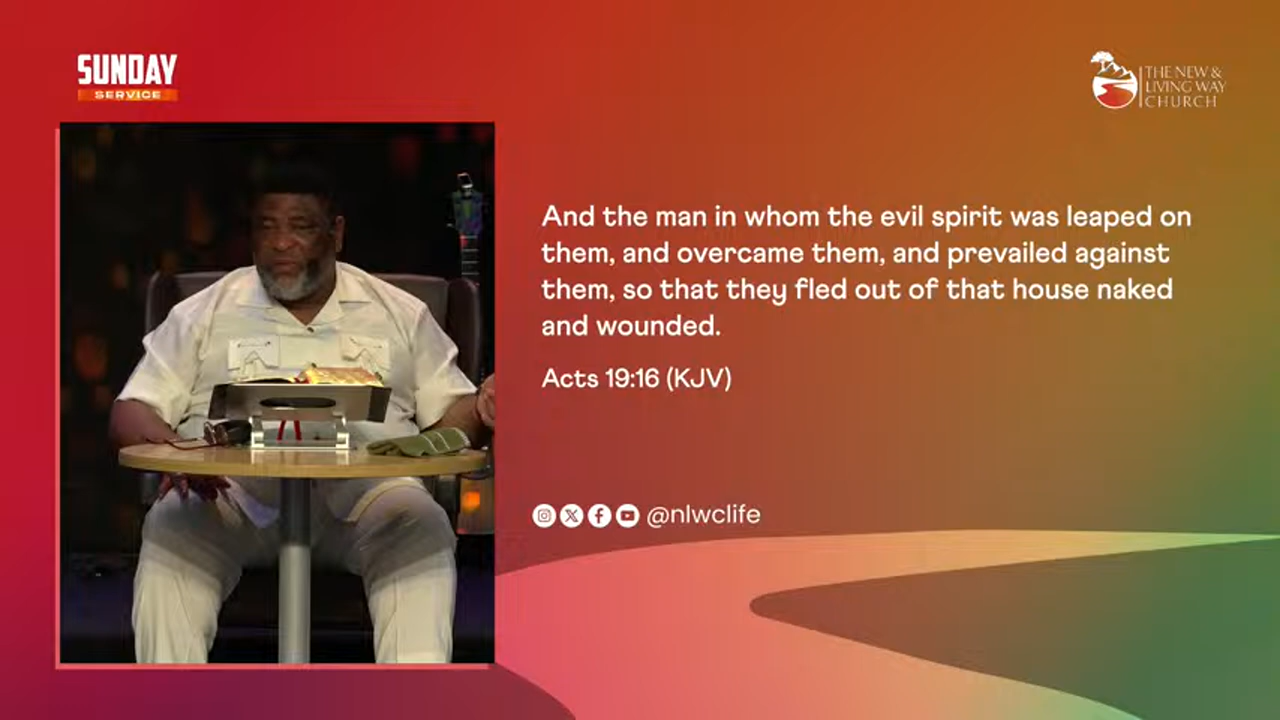 SUNDAY
SERVICE
THE NEW &
LIVING WAY
CHURCH
And the man in whom the evil spirit was leaped on
them, and overcame them, and prevailed against
them, so that they fled out of that house naked
and wounded.
Acts 19:16 (KJV)
@nlwclife